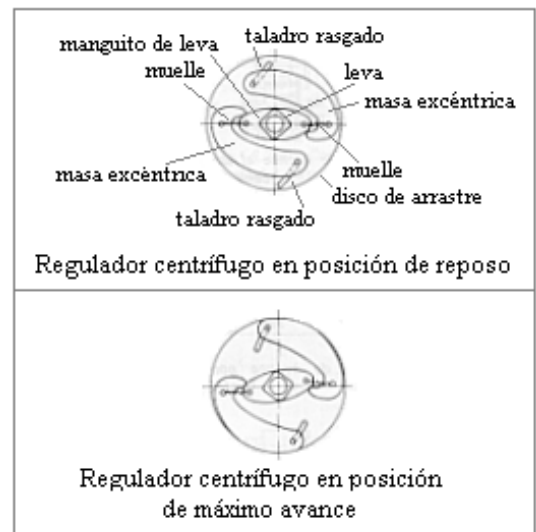 taladro rasgado
manguito de leva
muelle
leva
masa excéntrica
masa excéntrica
muelle
disco de arrastre
taladro rasgado
Regulador centrífugo en posición de reposo
Regulador centrífugo en posición
de máximo avance